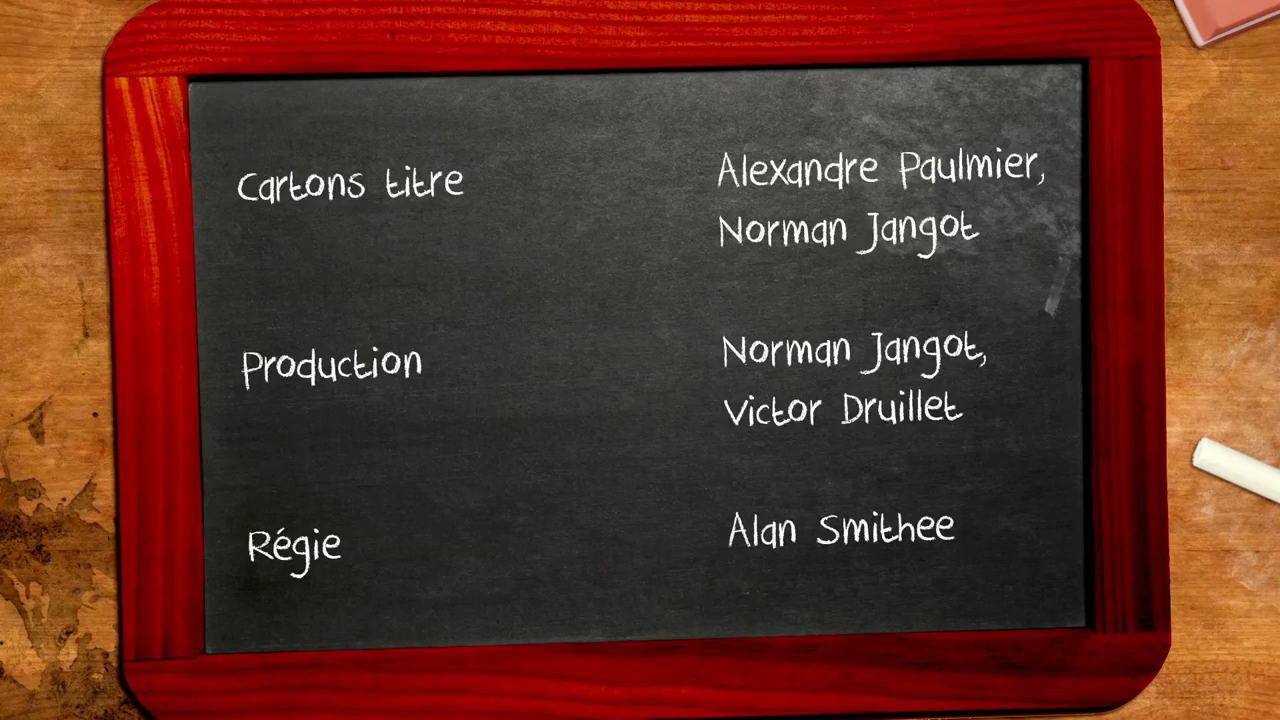 Cartons titre
Alexandre Paulmier,
Norman Jangot
Production
Norman Jangot,
Victor Druillet
Régie
Alan Smithee